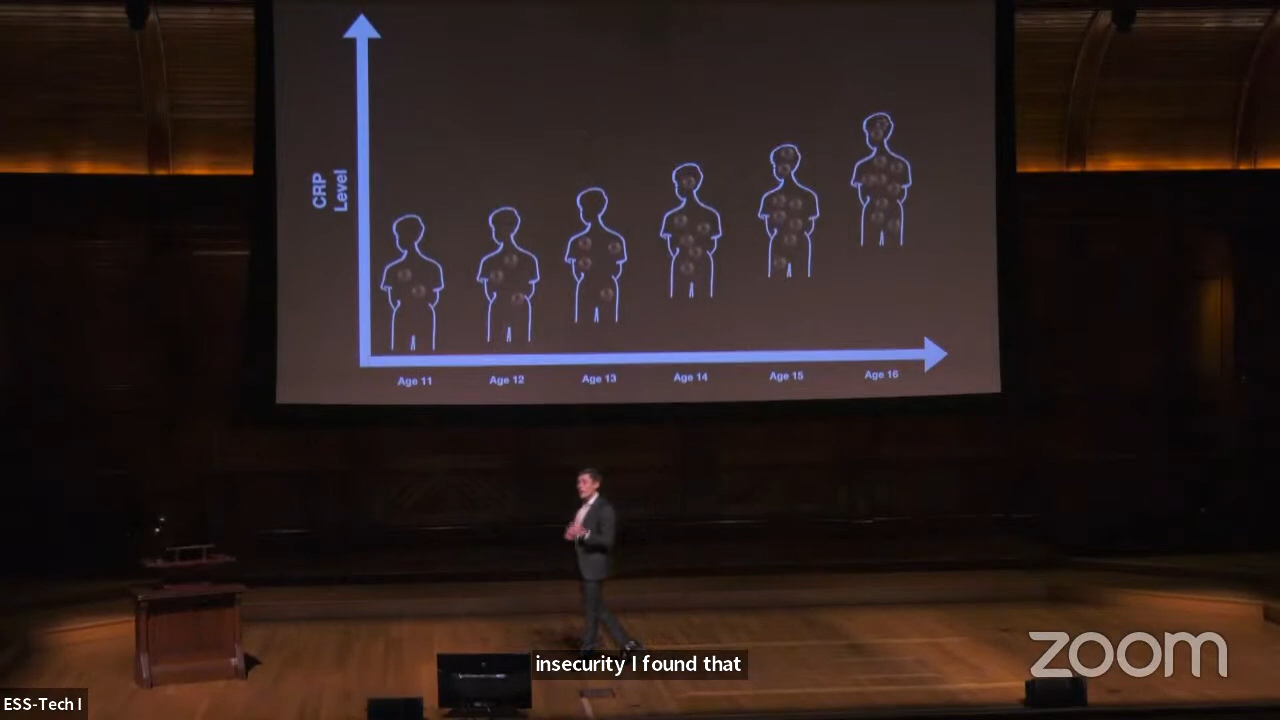 CRP
Level
Age 11
Age 12
Age 13
Age 14
Age 15
Age 16
insecurity I found that
zoom
ESS-Tech I